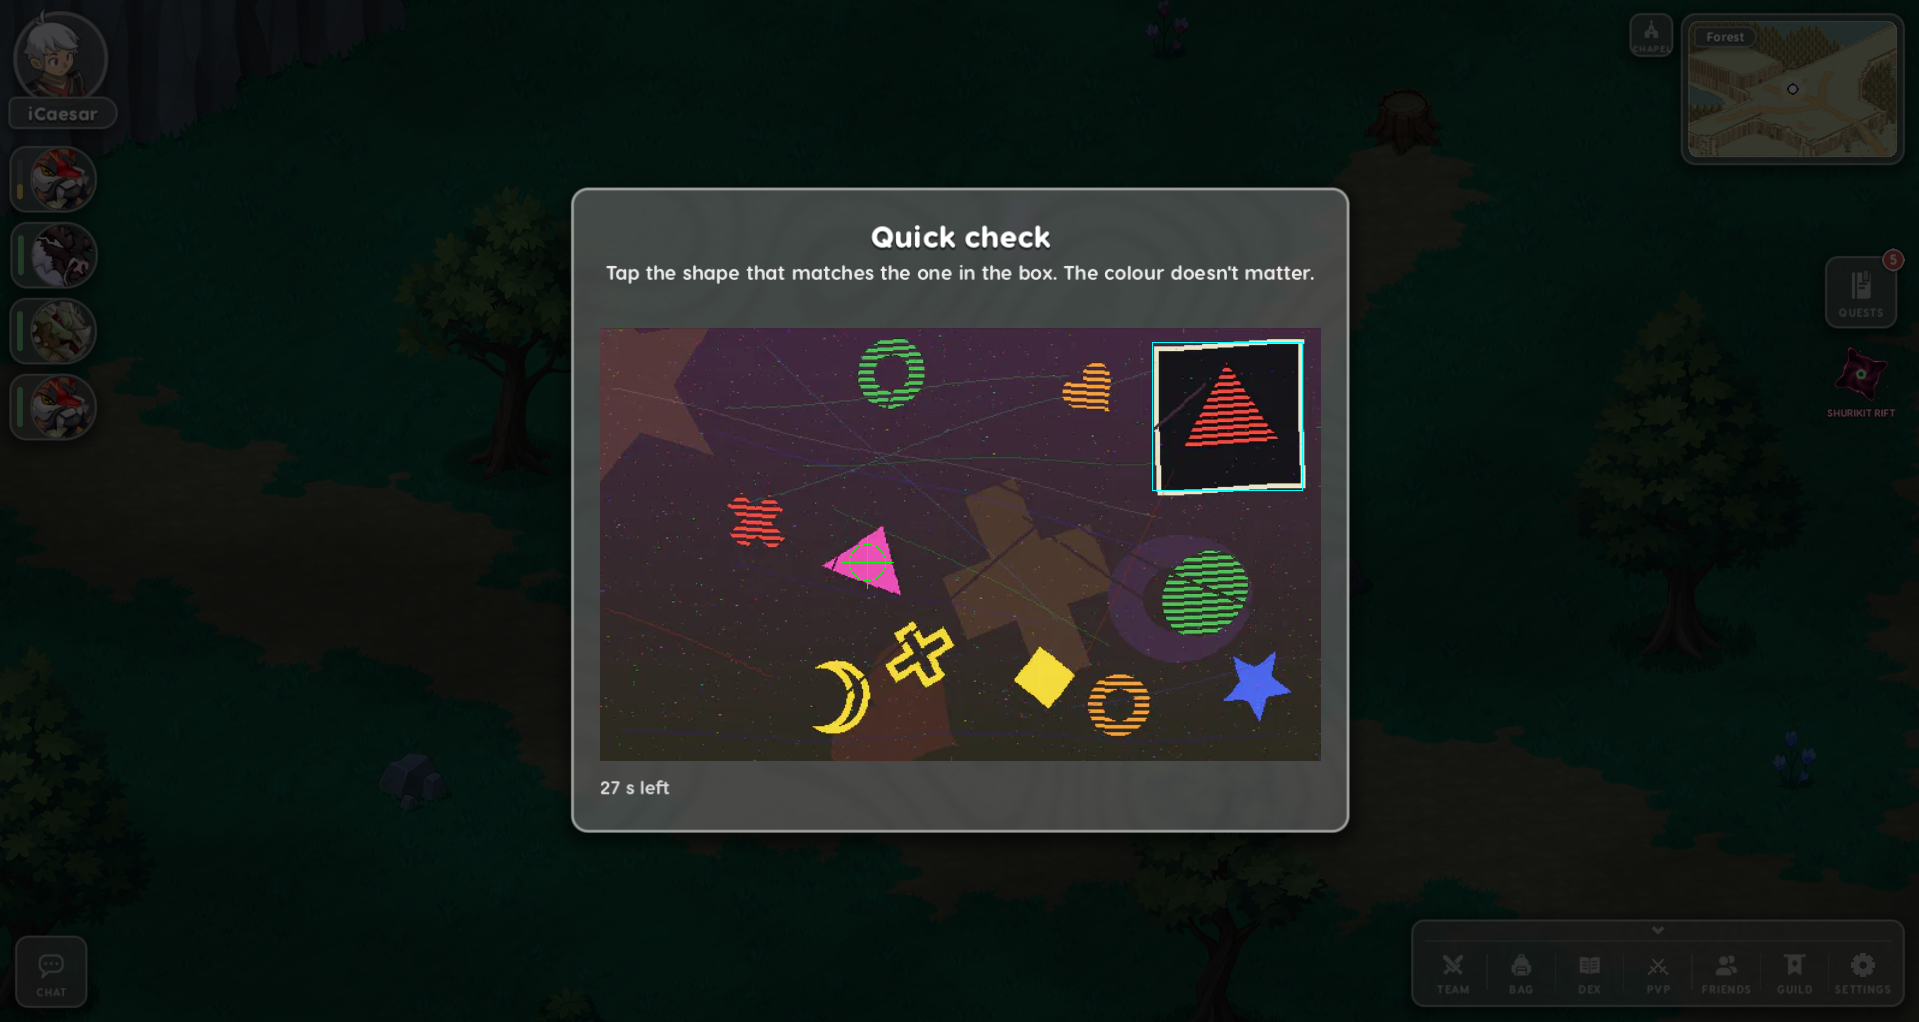 iCaesar
CHAPEL
Forest
Quick check
Tap the shape that matches the one in the box. The colour doesn't matter.
5
QUESTS
SHURIKIT RIFT
27 s left
CHAT
TEAM
BAG
DEX
PVP
FRIENDS
GUILD
SETTINGS